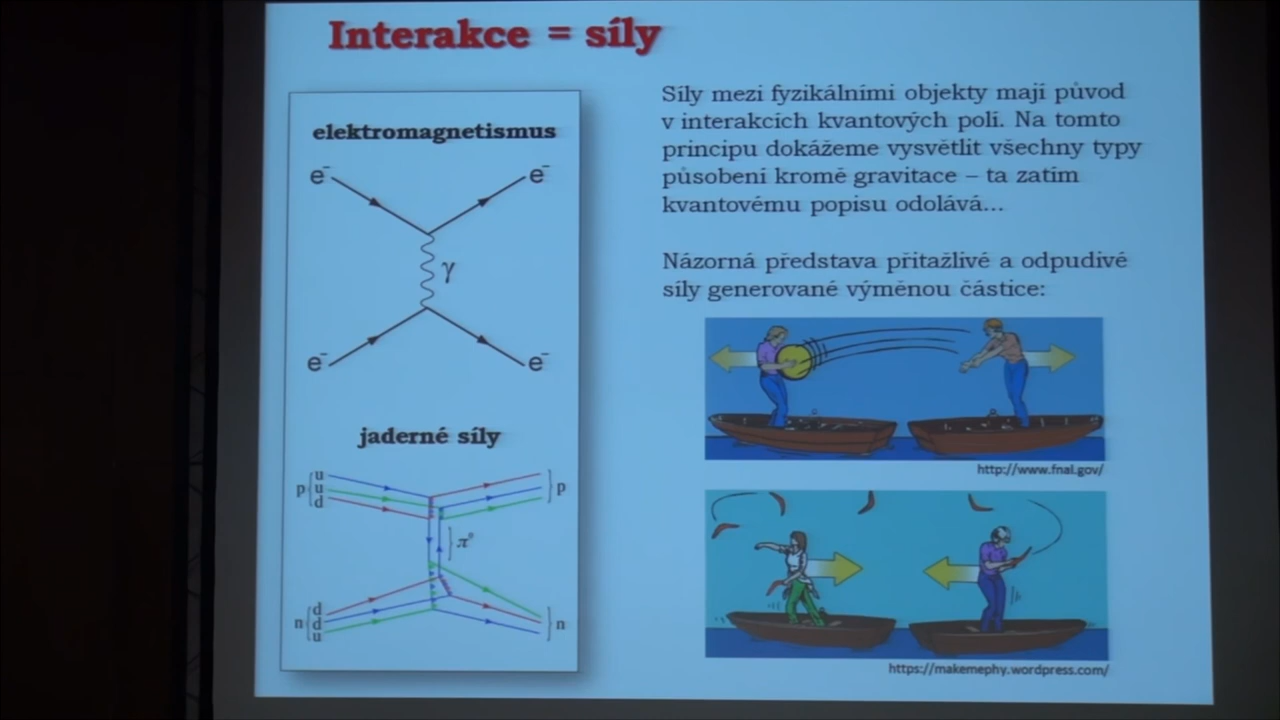 Interakce = síly
elektromagnetismus
e⁻ e⁻
γ
e⁻ e⁻
jaderné síly
p u u d p
π°
n d d u n
Síly mezi fyzikálními objekty mají původ
v interakcích kvantových polí. Na tomto
principu dokážeme vysvětlit všechny typy
působení kromě gravitace – ta zatím
kvantovému popisu odolává...
Názorná představa přitažlivé a odpudivé
síly generované výměnou částice:
http://www.fnal.gov/
https://makemephy.wordpress.com/